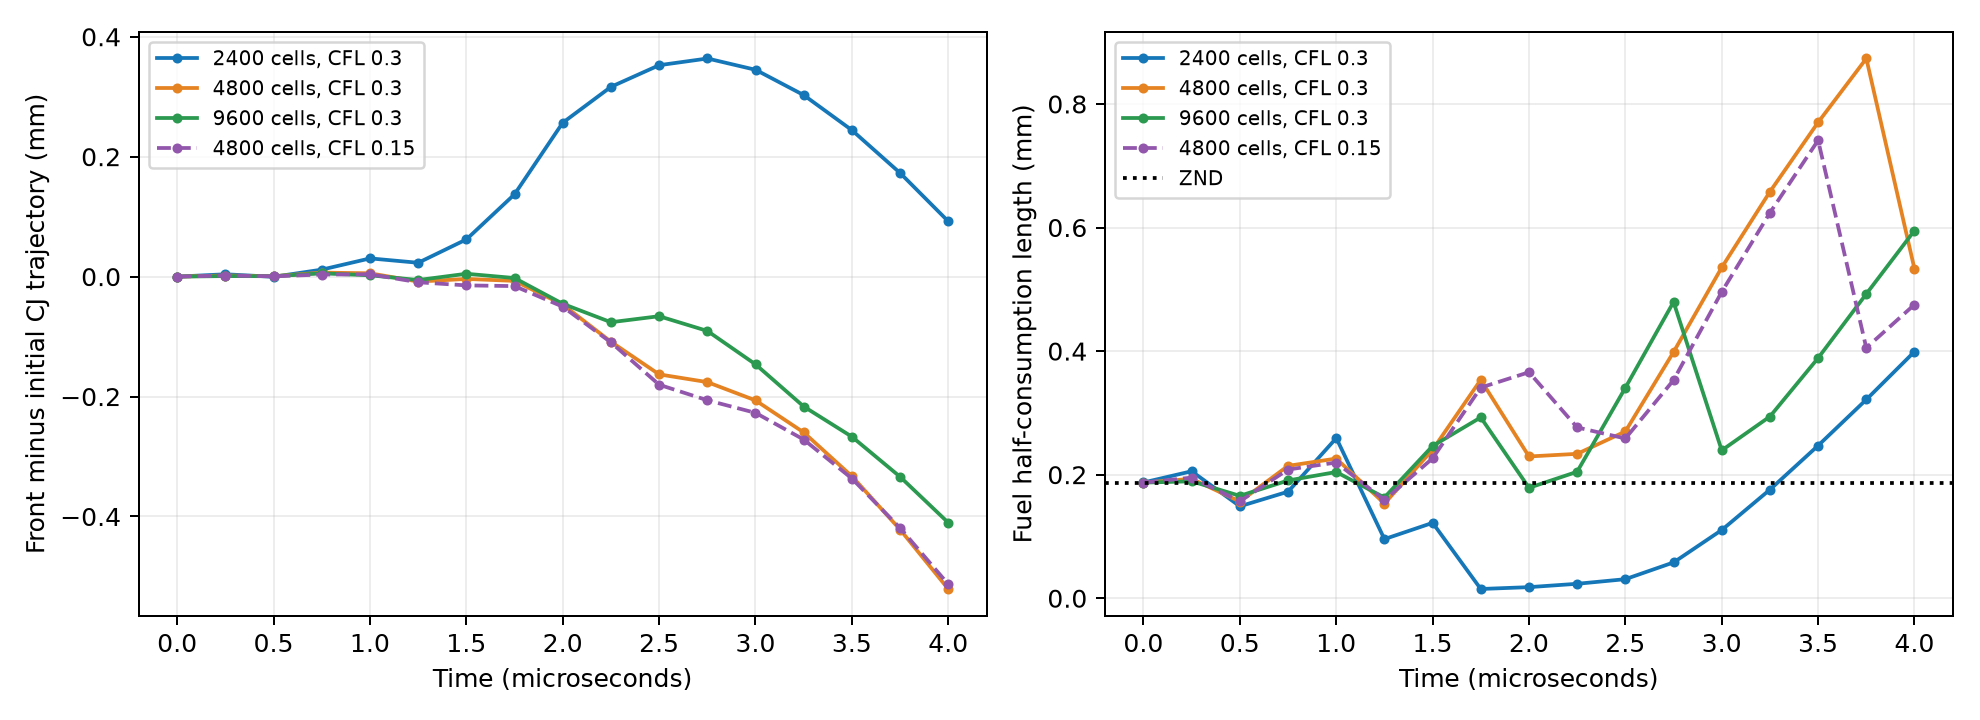 Front minus initial CJ trajectory (mm)
0.4
0.2
0.0
−0.2
−0.4
2400 cells, CFL 0.3
4800 cells, CFL 0.3
9600 cells, CFL 0.3
4800 cells, CFL 0.15
0.0 0.5 1.0 1.5 2.0 2.5 3.0 3.5 4.0
Time (microseconds)
Fuel half-consumption length (mm)
0.8
0.6
0.4
0.2
0.0
2400 cells, CFL 0.3
4800 cells, CFL 0.3
9600 cells, CFL 0.3
4800 cells, CFL 0.15
ZND
0.0 0.5 1.0 1.5 2.0 2.5 3.0 3.5 4.0
Time (microseconds)